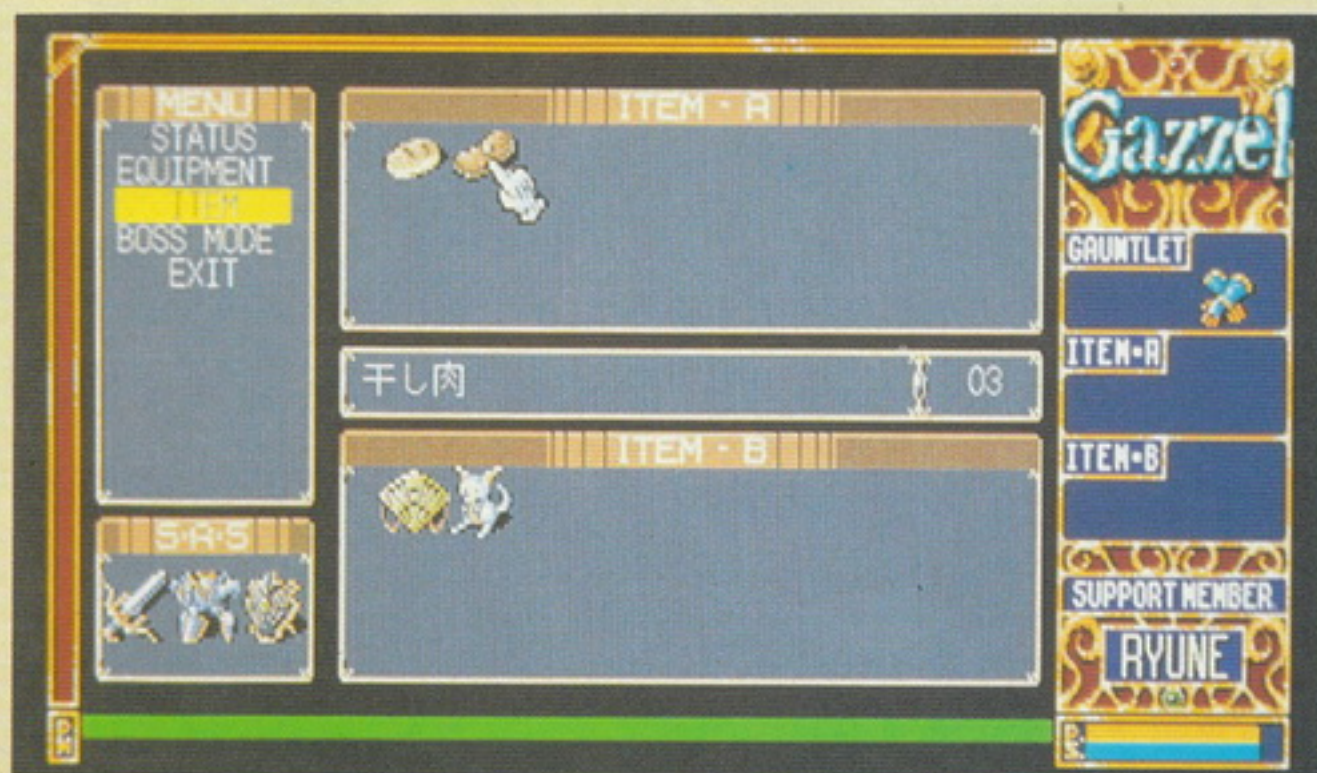 MENU
STATUS
EQUIPMENT
ITEM
BOSS MODE
EXIT
S·A·S
ITEM - A
干し肉 03
ITEM - B
Gazzel
GAUNTLET
ITEM•A
ITEM•B
SUPPORT MEMBER
RYUNE